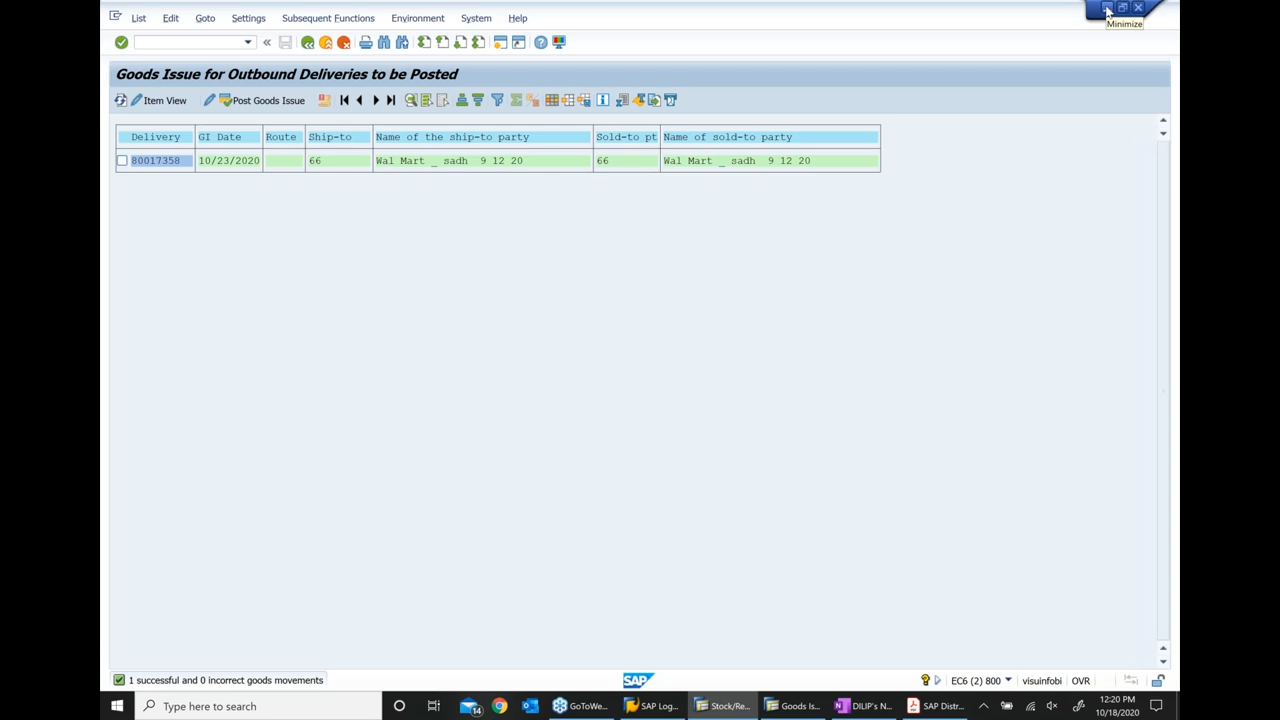 List Edit Goto Settings Subsequent Functions Environment System Help
Minimize
Goods Issue for Outbound Deliveries to be Posted
Item View Post Goods Issue
Delivery GI Date Route Ship-to Name of the ship-to party Sold-to pt Name of sold-to party
80017358 10/23/2020 66 Wal Mart _ sadh 9 12 20 66 Wal Mart _ sadh 9 12 20
1 successful and 0 incorrect goods movements
SAP
EC6 (2) 800 visuinfobi OVR
Type here to search
14
GoToWe...
SAP Log...
Stock/Re...
Goods Is...
DILIP's N...
SAP Distr...
12:20 PM
10/18/2020